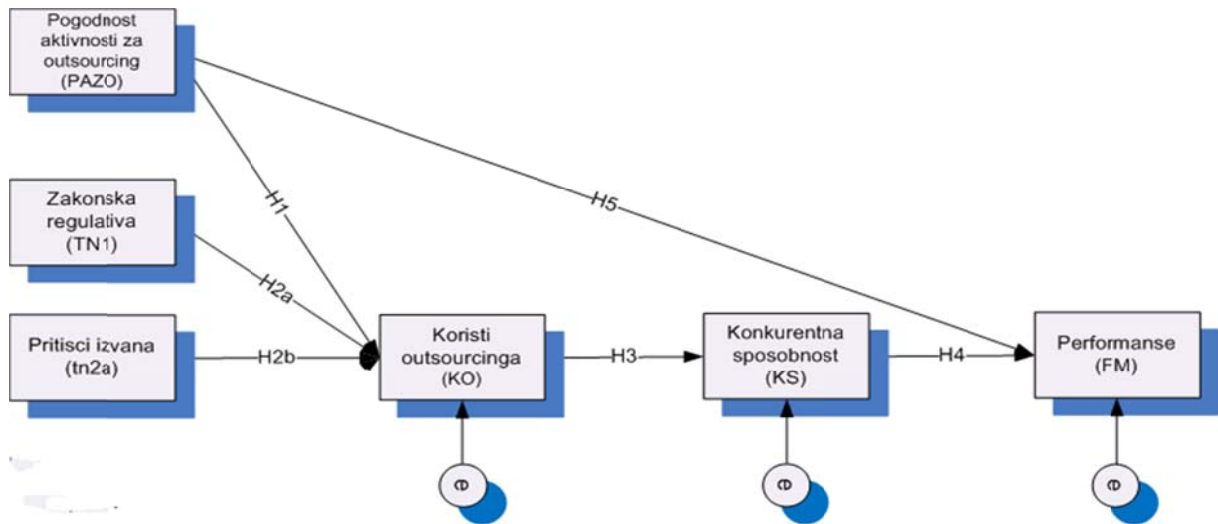 Pogodnost
aktivnosti za
outsourcing
(PAZO)
H1
H5
Zakonska
regulativa
(TN1)
H2a
Pritisci izvana
(tn2a)
H2b
Koristi
outsourcinga
(KO)
H3
Konkurentna
sposobnost
(KS)
H4
Performanse
(FM)
e
e
e